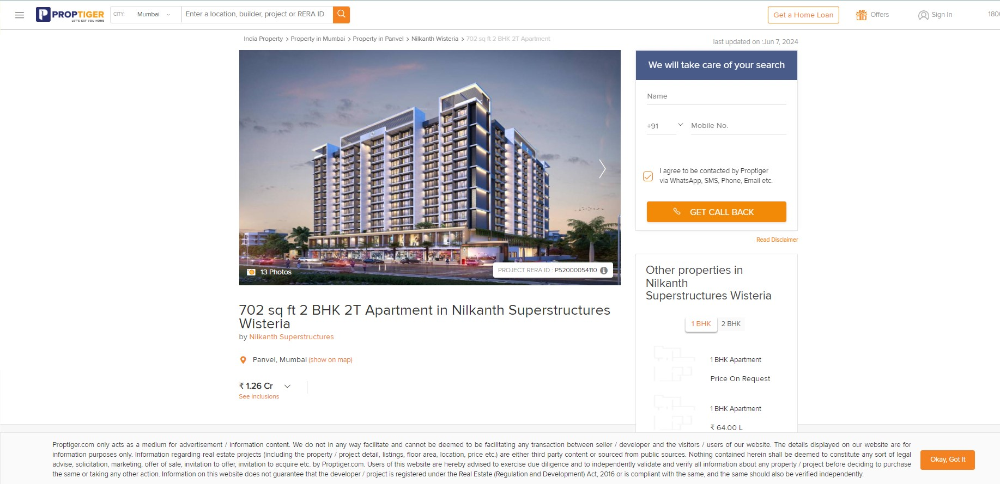 PROPTIGER
LET'S GET YOU HOME
CITY:
Mumbai
Enter a location, builder, project or RERA ID
Get a Home Loan
Offers
Sign In
1800
India Property > Property in Mumbai > Property in Panvel > Nilkanth Wisteria > 702 sq ft 2 BHK 2T Apartment
last updated on :Jun 7, 2024
13 Photos
PROJECT RERA ID : P52000054110
702 sq ft 2 BHK 2T Apartment in Nilkanth Superstructures
Wisteria
by Nilkanth Superstructures
Panvel, Mumbai (show on map)
₹ 1.26 Cr
See inclusions
We will take care of your search
Name
+91
Mobile No.
I agree to be contacted by Proptiger
via WhatsApp, SMS, Phone, Email etc.
GET CALL BACK
Read Disclaimer
Other properties in
Nilkanth
Superstructures Wisteria
1 BHK
2 BHK
1 BHK Apartment
Price On Request
1 BHK Apartment
₹ 64.00 L
Proptiger.com only acts as a medium for advertisement / information content. We do not in any way facilitate and cannot be deemed to be facilitating any transaction between seller / developer and the visitors / users of our website. The details displayed on our website are for
information purposes only. Information regarding real estate projects (including the property / project detail, listings, floor area, location, price etc.) are either third party content or sourced from public sources. Nothing contained herein shall be deemed to constitute any sort of legal
advise, solicitation, marketing, offer of sale, invitation to offer, invitation to acquire etc. by Proptiger.com. Users of this website are hereby advised to exercise due diligence and to independently validate and verify all information about any property / project before deciding to purchase
the same or taking any other action. Information on this website does not guarantee that the developer / project is registered under the Real Estate (Regulation and Development) Act, 2016 or is compliant with the same, and the same should also be verified independently.
Okay, Got It